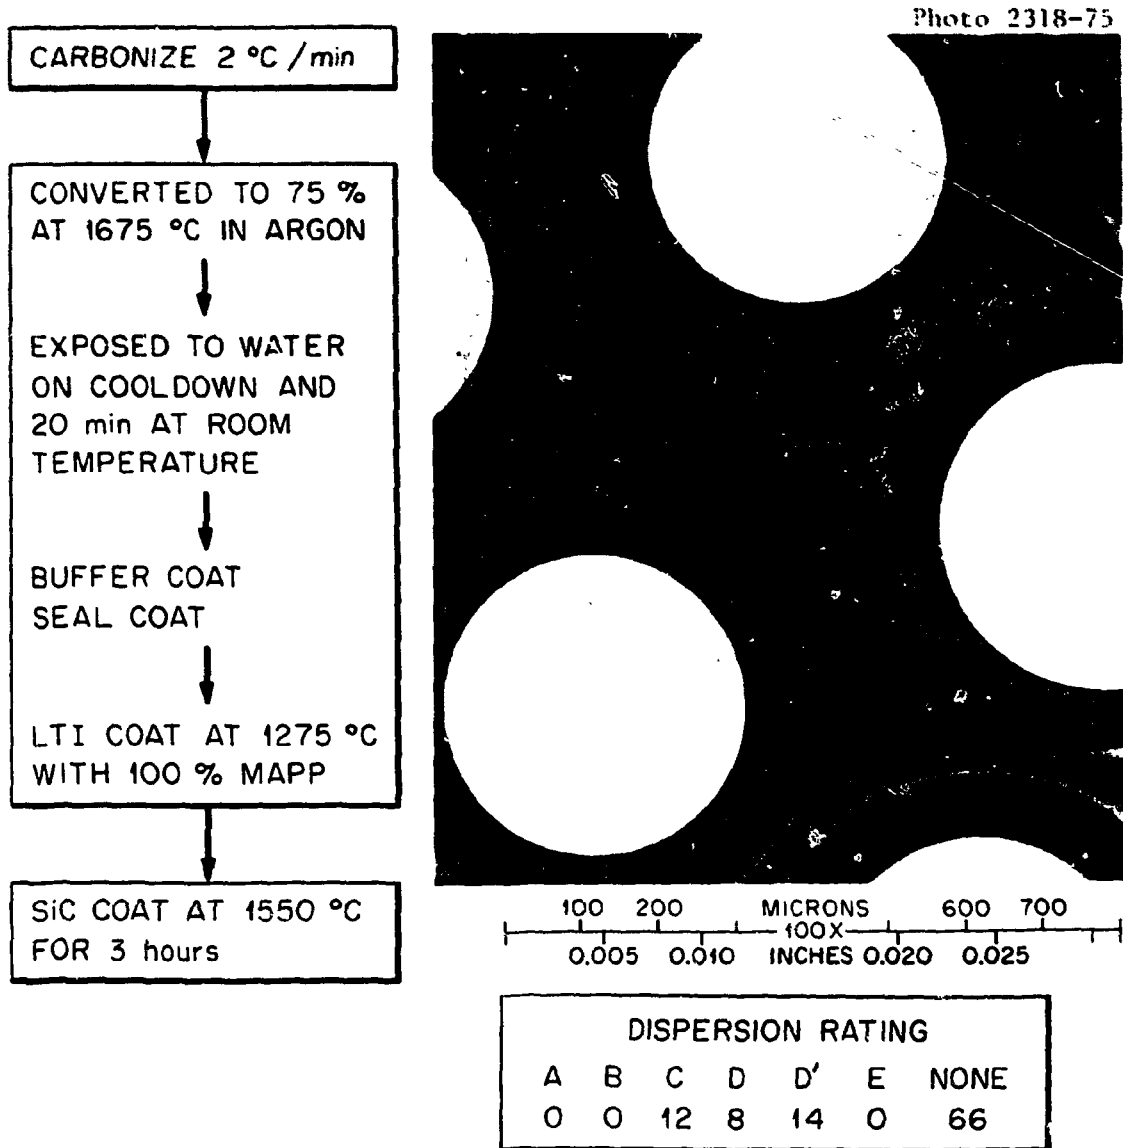 Photo 2318-75
CARBONIZE 2 °C/min
CONVERTED TO 75 %
AT 1675 °C IN ARGON
EXPOSED TO WATER
ON COOLDOWN AND
20 min AT ROOM
TEMPERATURE
BUFFER COAT
SEAL COAT
LTI COAT AT 1275 °C
WITH 100 % MAPP
SiC COAT AT 1550 °C
FOR 3 hours
100 200 MICRONS 600 700
100X
0.005 0.010 INCHES 0.020 0.025
DISPERSION RATING
A B C D D' E NONE
0 0 12 8 14 0 66